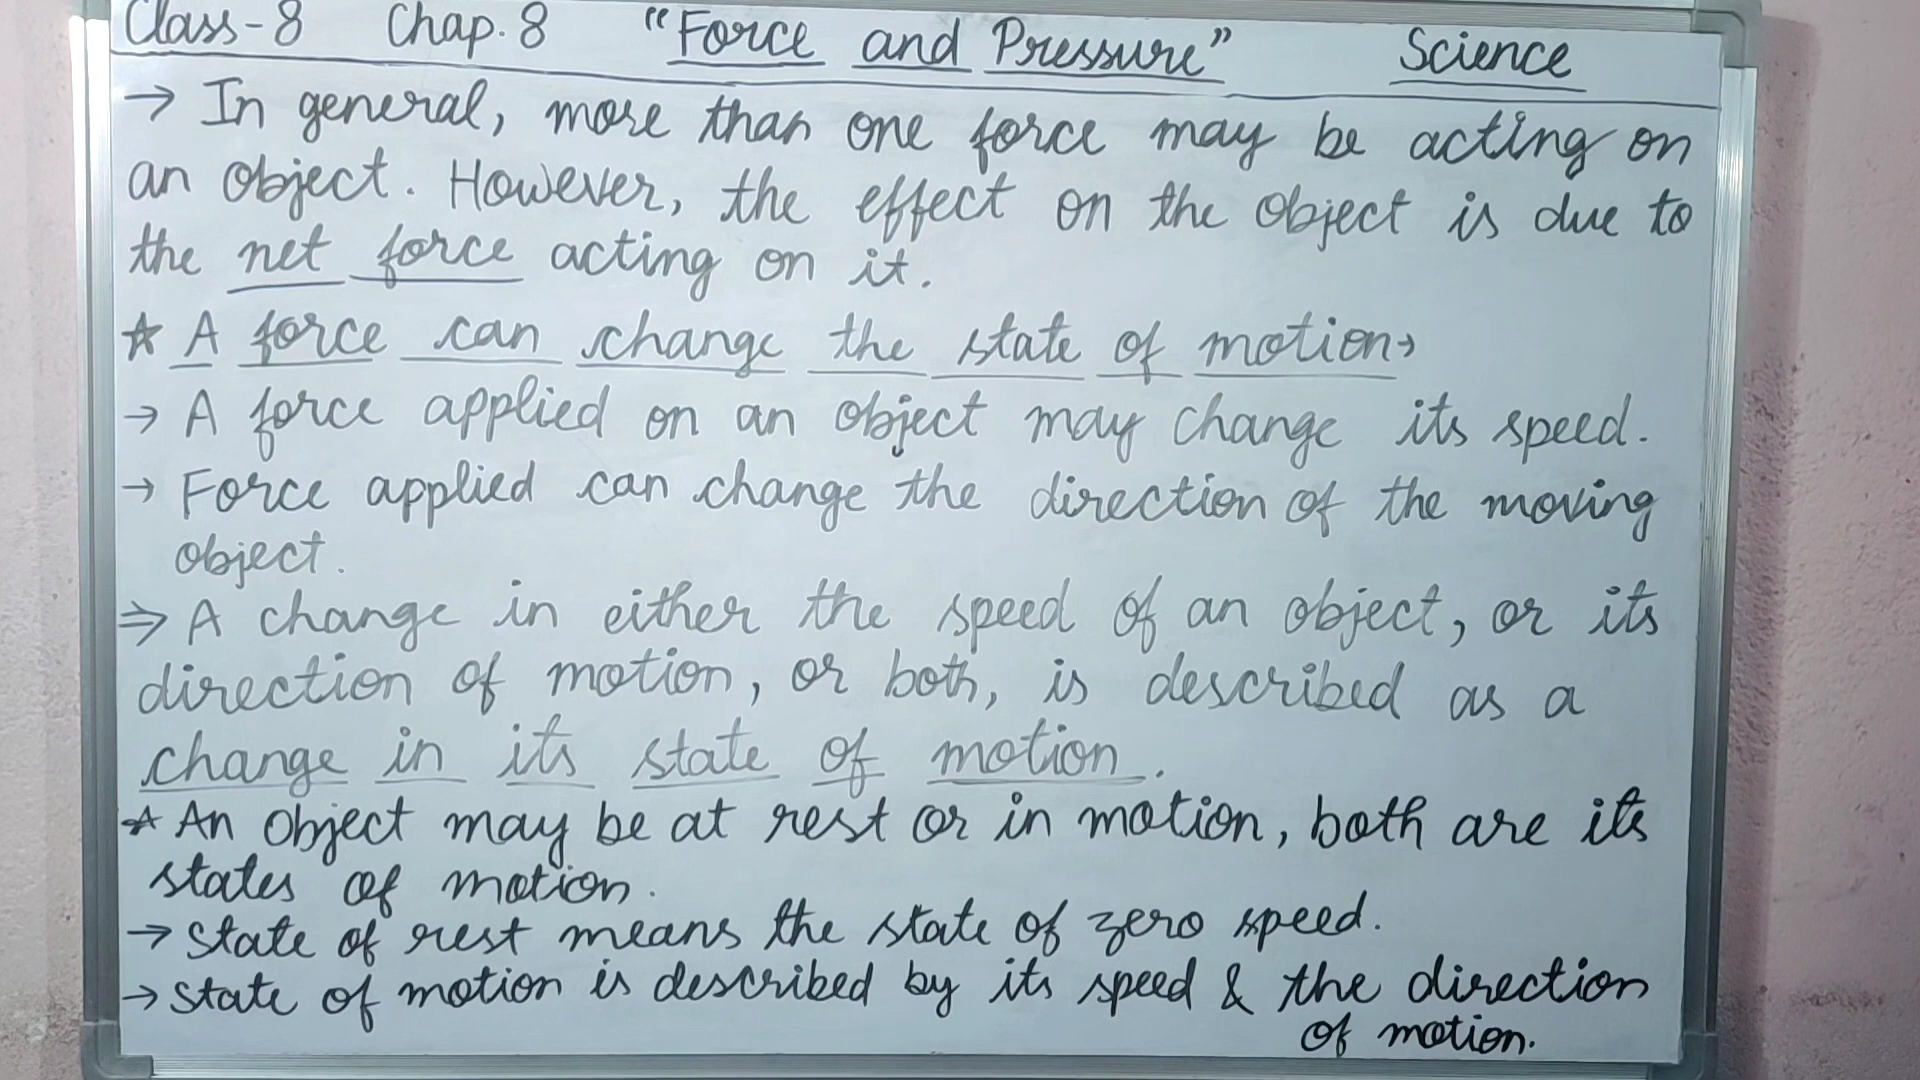 Class-8 Chap. 8 "Force and Pressure" Science
→ In general, more than one force may be acting on
an object. However, the effect on the object is due to
the net force acting on it.
☆ A force can change the state of motion→
→ A force applied on an object may change its speed.
→ Force applied can change the direction of the moving
object.
⇒ A change in either the speed of an object, or its
direction of motion, or both, is described as a
change in its state of motion.
☆ An object may be at rest or in motion, both are its
states of motion.
→ State of rest means the state of zero speed.
→ State of motion is described by its speed & the direction
of motion.